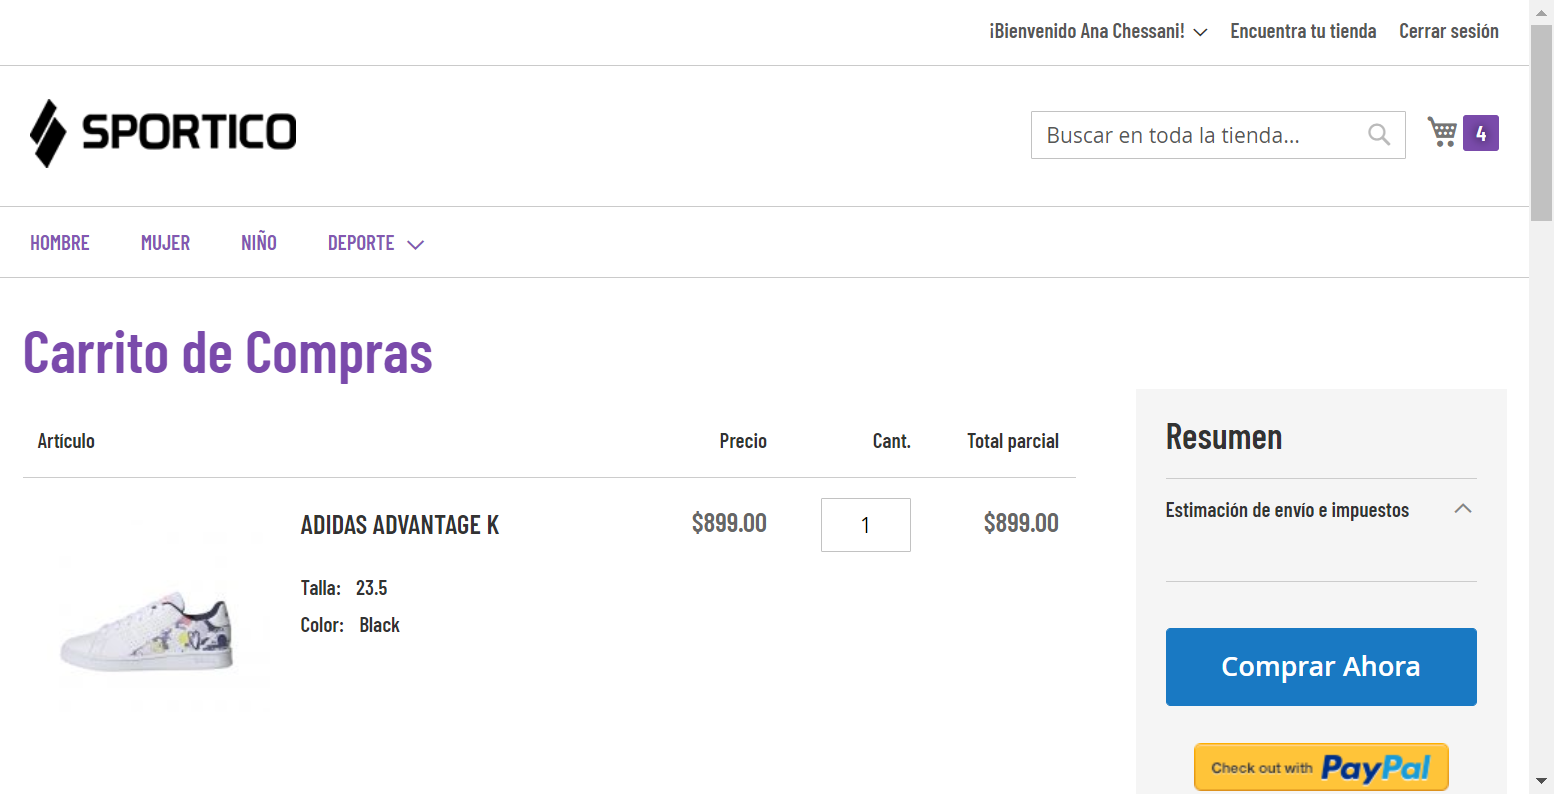 ¡Bienvenido Ana Chessani! Encuentra tu tienda Cerrar sesión
SPORTICO
Buscar en toda la tienda...
4
HOMBRE MUJER NIÑO DEPORTE
Carrito de Compras
Artículo Precio Cant. Total parcial
ADIDAS ADVANTAGE K $899.00 1 $899.00
Talla: 23.5
Color: Black
Resumen
Estimación de envío e impuestos
Comprar Ahora
Check out with PayPal